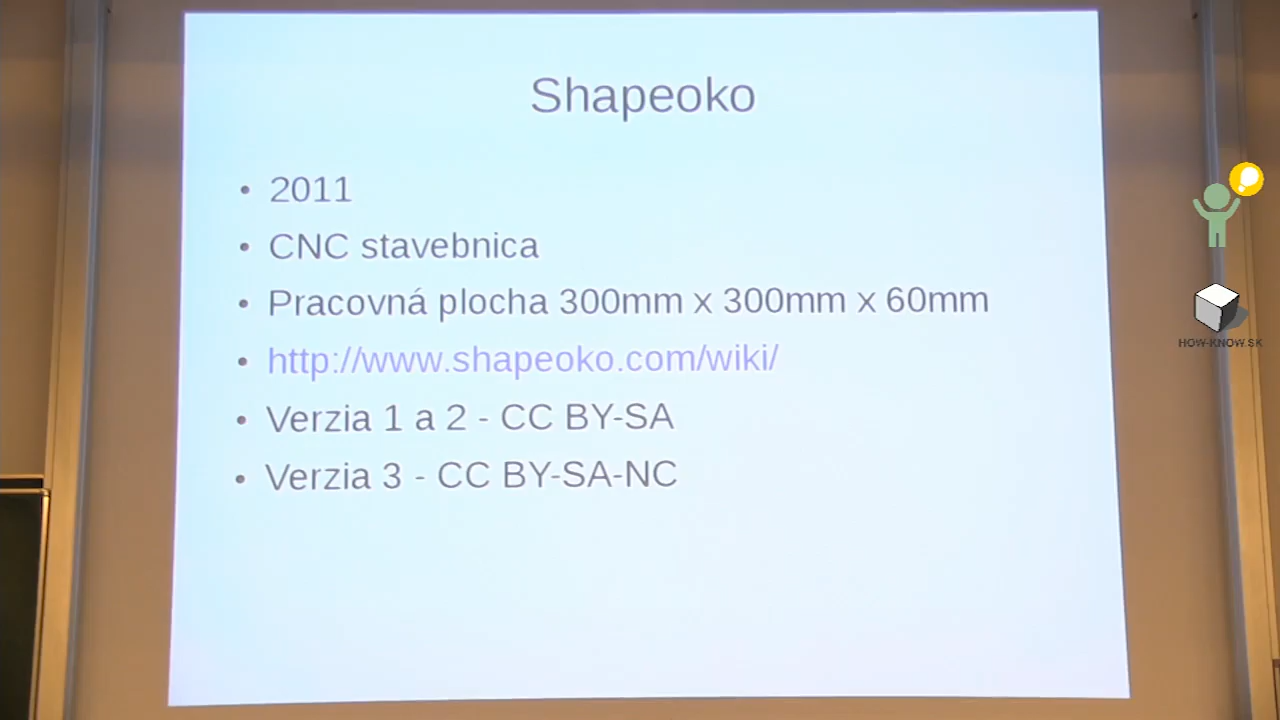 Shapeoko
• 2011
• CNC stavebnica
• Pracovná plocha 300mm x 300mm x 60mm
• http://www.shapeoko.com/wiki/
• Verzia 1 a 2 - CC BY-SA
• Verzia 3 - CC BY-SA-NC
HOW-KNOW.SK